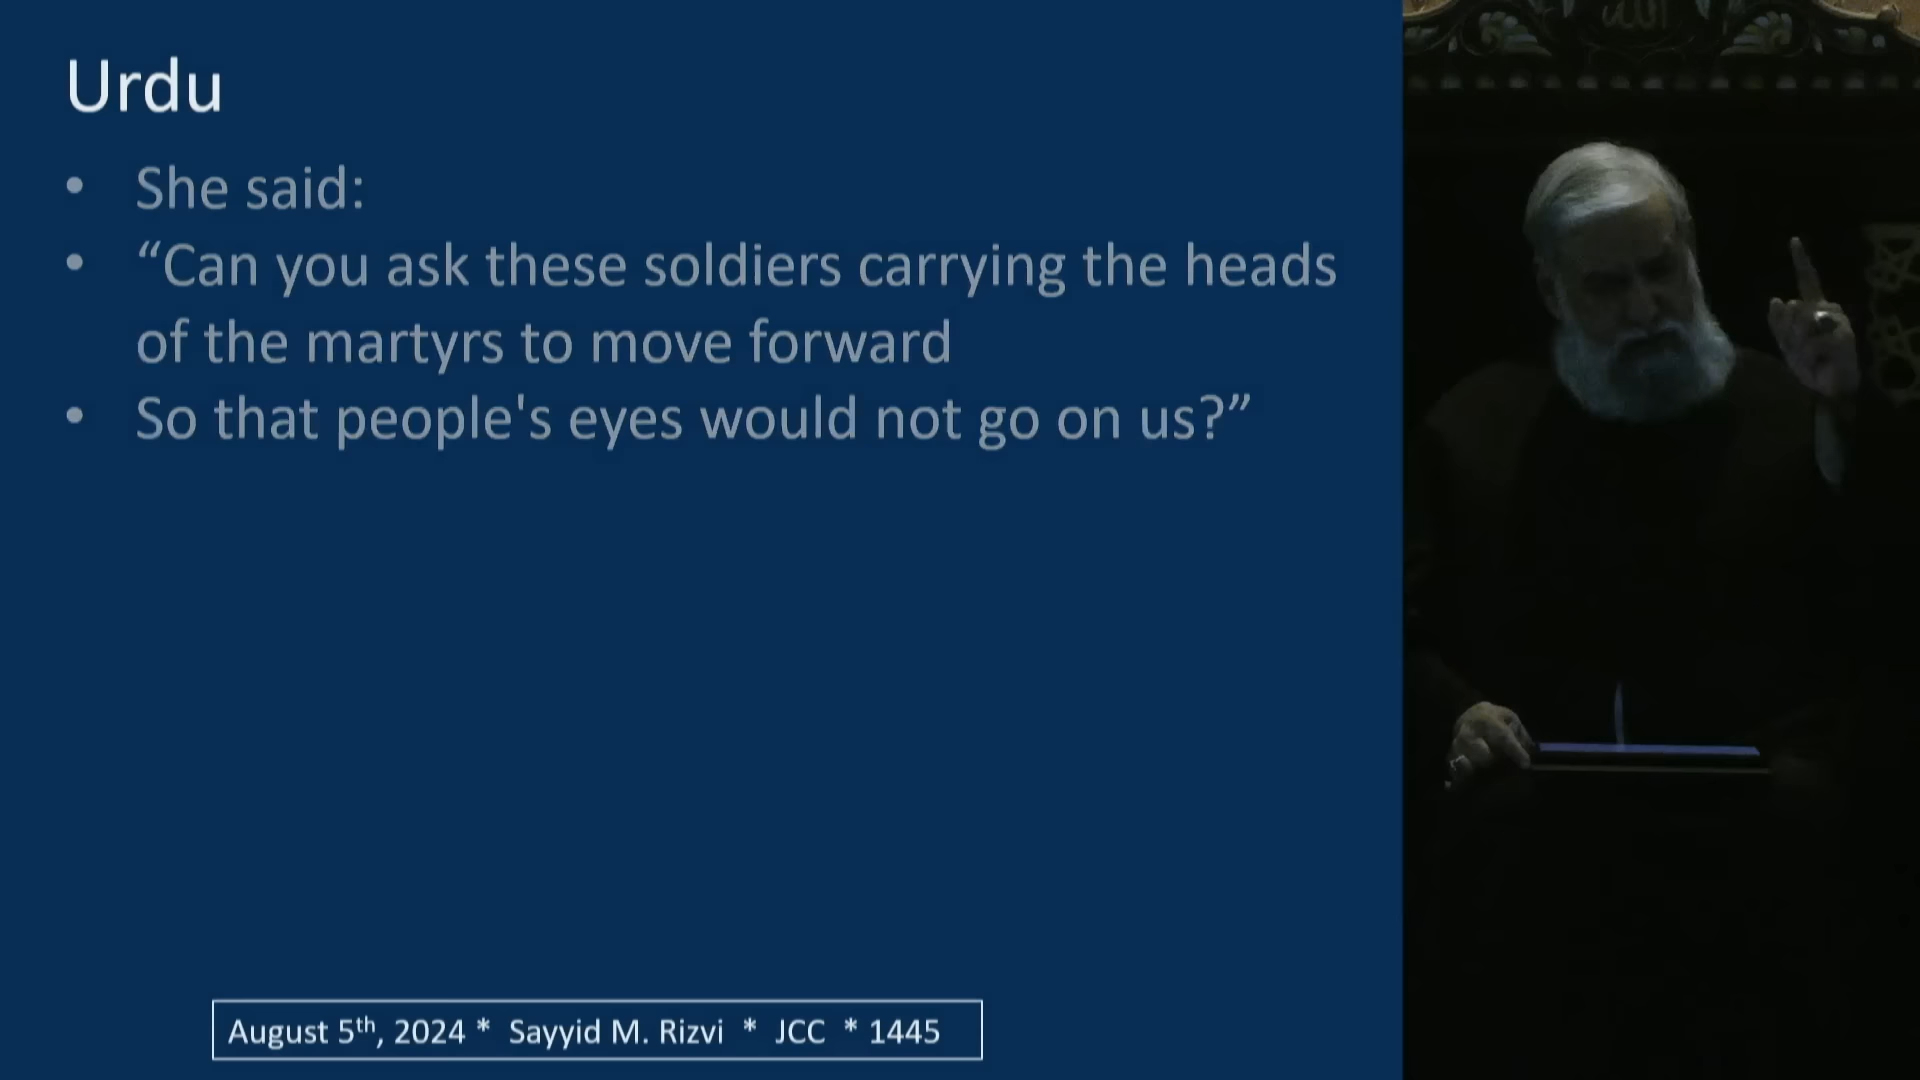 Urdu
• She said:
• “Can you ask these soldiers carrying the heads
of the martyrs to move forward
• So that people's eyes would not go on us?”
August 5th, 2024 * Sayyid M. Rizvi * JCC * 1445
الله